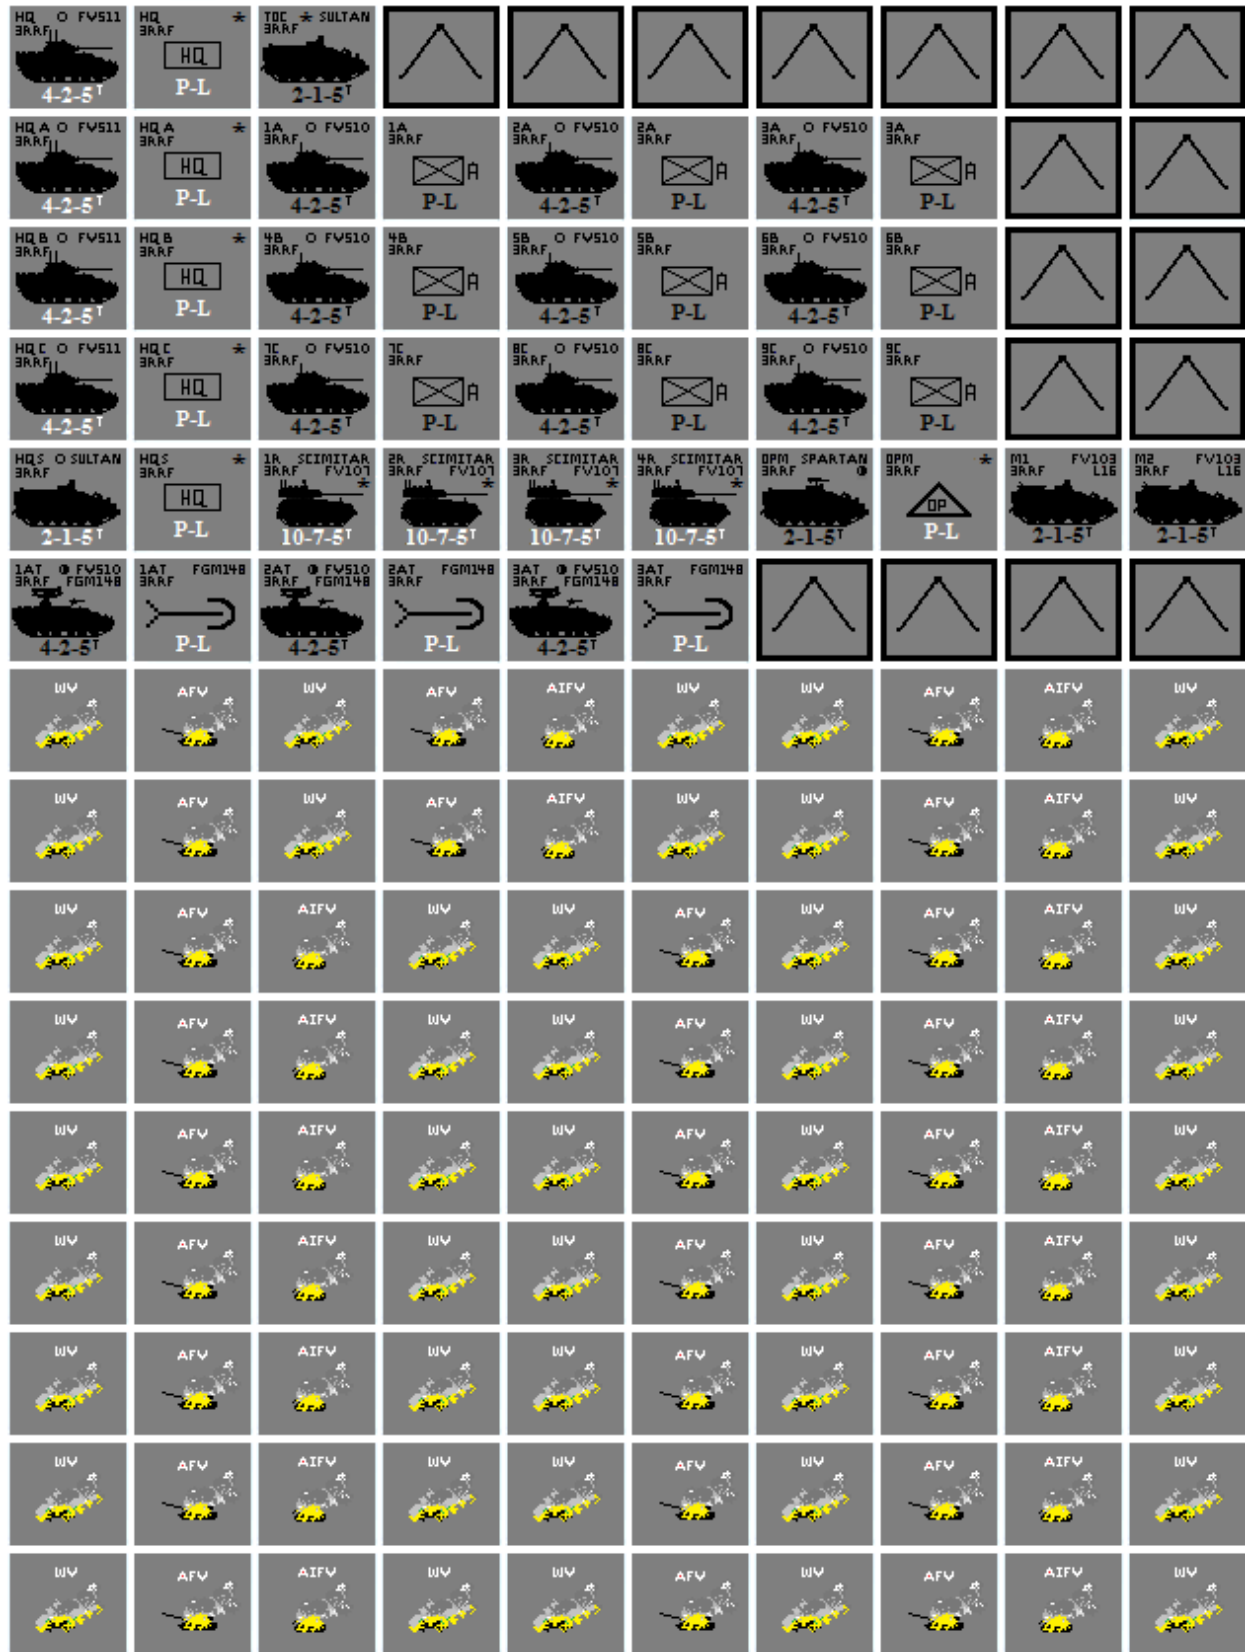 HQ FV511
3RRF
4-2-5T
HQ *
3RRF
HQ
P-L
TOC * SULTAN
3RRF
2-1-5T
HQ A FV511
3RRF
4-2-5T
HQ A *
3RRF
HQ
P-L
1A FV510
3RRF
4-2-5T
1A
3RRF
A
P-L
2A FV510
3RRF
4-2-5T
2A
3RRF
A
P-L
3A FV510
3RRF
4-2-5T
3A
3RRF
A
P-L
HQ B FV511
3RRF
4-2-5T
HQ B *
3RRF
HQ
P-L
4B FV510
3RRF
4-2-5T
4B
3RRF
A
P-L
5B FV510
3RRF
4-2-5T
5B
3RRF
A
P-L
6B FV510
3RRF
4-2-5T
6B
3RRF
A
P-L
HQ C FV511
3RRF
4-2-5T
HQ C *
3RRF
HQ
P-L
7C FV510
3RRF
4-2-5T
7C
3RRF
A
P-L
8C FV510
3RRF
4-2-5T
8C
3RRF
A
P-L
9C FV510
3RRF
4-2-5T
9C
3RRF
A
P-L
HQS SULTAN
3RRF
2-1-5T
HQS *
3RRF
HQ
P-L
1R SCIMITAR
3RRF FV107
*
10-7-5T
2R SCIMITAR
3RRF FV107
*
10-7-5T
3R SCIMITAR
3RRF FV107
*
10-7-5T
4R SCIMITAR
3RRF FV107
*
10-7-5T
OPM SPARTAN
3RRF
2-1-5T
OPM *
3RRF
OP
P-L
M1 FV103
3RRF L16
2-1-5T
M2 FV103
3RRF L16
2-1-5T
1AT FV510
3RRF FGM148
4-2-5T
1AT FGM148
3RRF
P-L
2AT FV510
3RRF FGM148
4-2-5T
2AT FGM148
3RRF
P-L
3AT FV510
3RRF FGM148
4-2-5T
3AT FGM148
3RRF
P-L
WV AFV WV AFV AIFV WV WV AFV AIFV WV
WV AFV WV AFV AIFV WV WV AFV AIFV WV
WV AFV AIFV WV WV AFV WV AFV AIFV WV
WV AFV AIFV WV WV AFV WV AFV AIFV WV
WV AFV AIFV WV WV AFV WV AFV AIFV WV
WV AFV AIFV WV WV AFV WV AFV AIFV WV
WV AFV AIFV WV WV AFV WV AFV AIFV WV
WV AFV AIFV WV WV AFV WV AFV AIFV WV
WV AFV AIFV WV WV AFV WV AFV AIFV WV